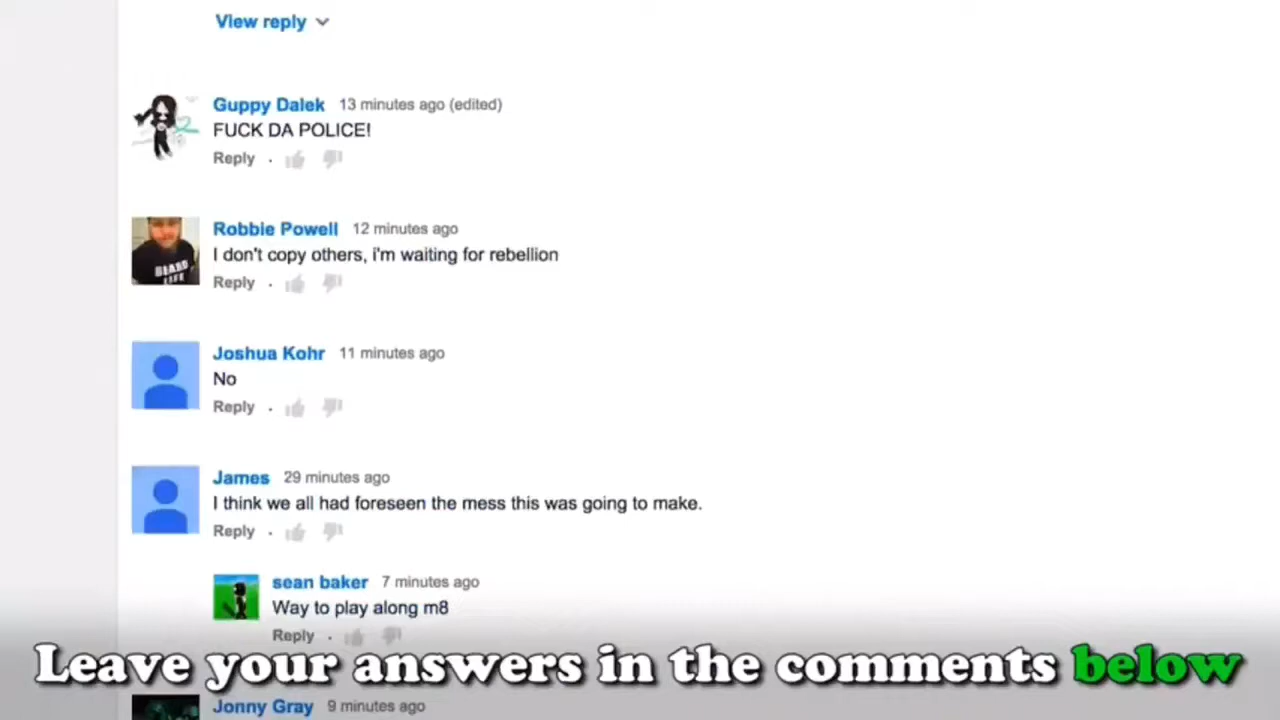 View reply
Guppy Dalek 13 minutes ago (edited)
FUCK DA POLICE!
Reply
Robbie Powell 12 minutes ago
BEARD
LIFE
I don't copy others, i'm waiting for rebellion
Reply
Joshua Kohr 11 minutes ago
No
Reply
James 29 minutes ago
I think we all had foreseen the mess this was going to make.
Reply
sean baker 7 minutes ago
Way to play along m8
Reply
Leave your answers in the comments below
Jonny Gray 9 minutes ago